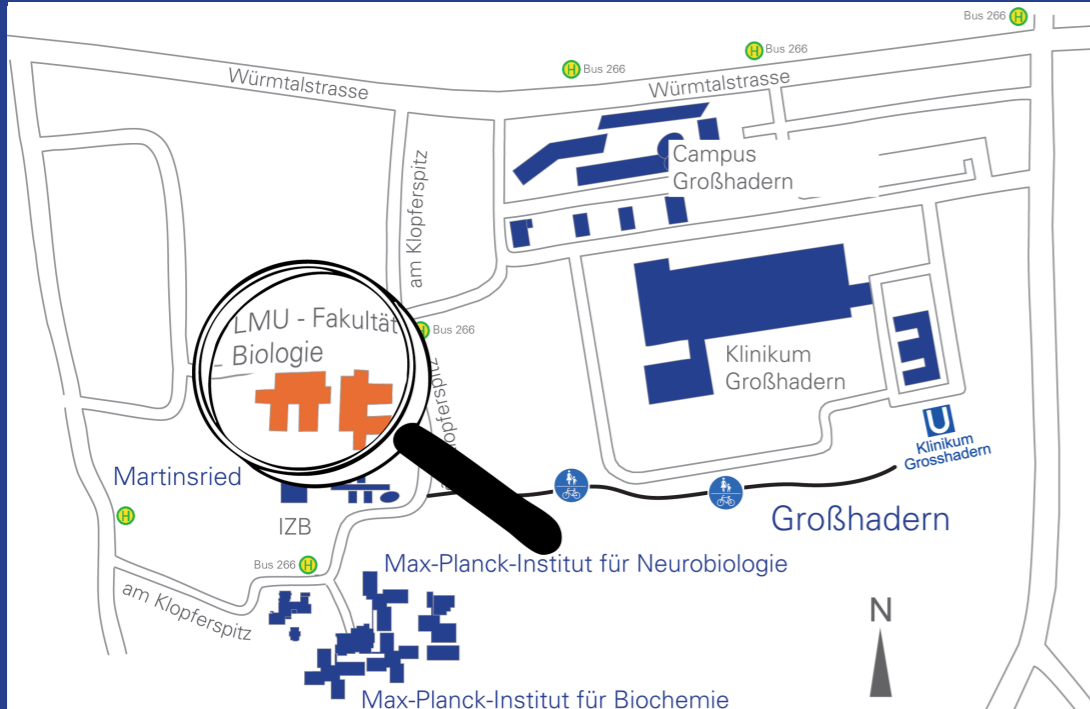 Bus 266
H
H Bus 266
H Bus 266
Würmtalstrasse
Würmtalstrasse
am Klopferspitz
Campus
Großhadern
LMU - Fakultät
Biologie
H Bus 266
Klinikum
Großhadern
Klopferspitz
U
Klinikum
Grosshadern
Martinsried
H
IZB
Großhadern
Bus 266 H
Max-Planck-Institut für Neurobiologie
am Klopferspitz
N
Max-Planck-Institut für Biochemie